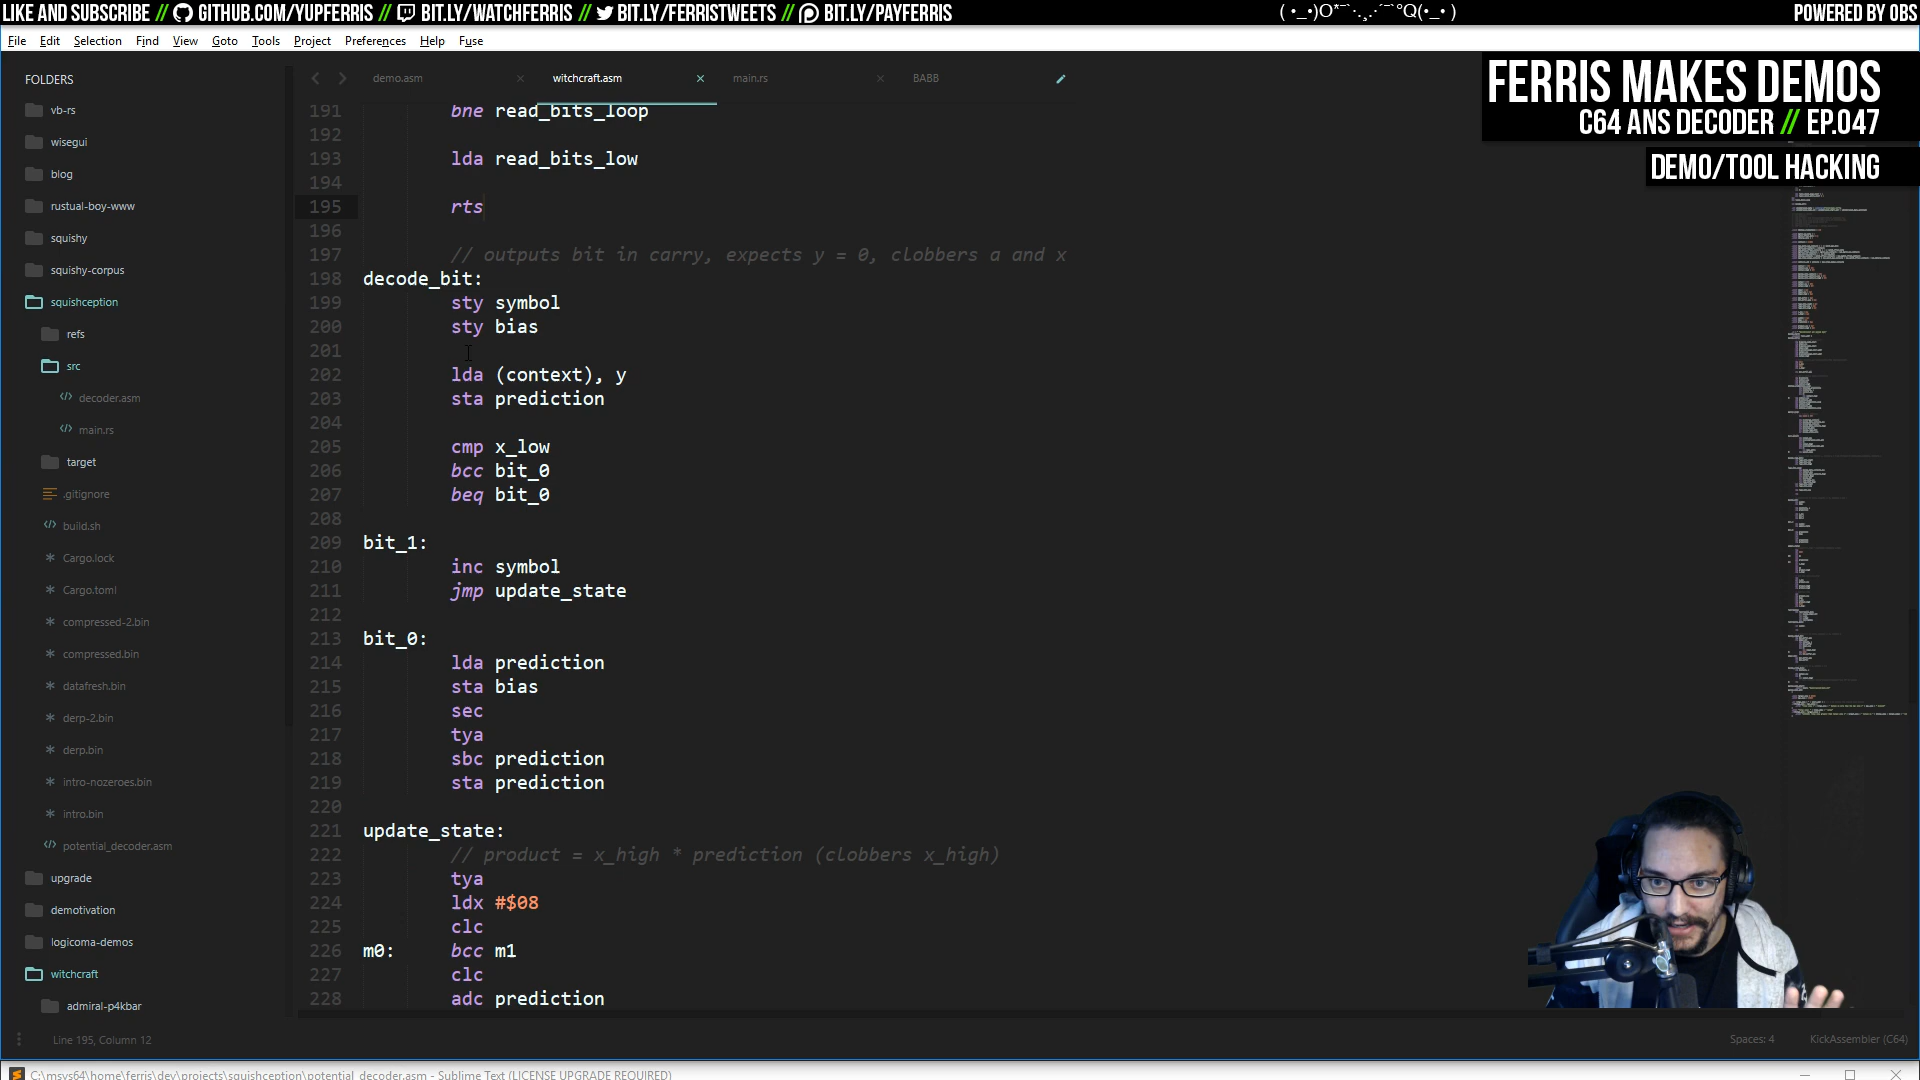 LIKE AND SUBSCRIBE // GITHUB.COM/YUPFERRIS // BIT.LY/WATCHFERRIS // BIT.LY/FERRISTWEETS // BIT.LY/PAYFERRIS
POWERED BY OBS
File Edit Selection Find View Goto Tools Project Preferences Help Fuse
FERRIS MAKES DEMOS
C64 ANS DECODER // EP.047
DEMO/TOOL HACKING
FOLDERS
vb-rs
wisegui
blog
rustual-boy-www
squishy
squishy-corpus
squishception
refs
src
decoder.asm
main.rs
target
.gitignore
build.sh
Cargo.lock
Cargo.toml
compressed-2.bin
compressed.bin
datafresh.bin
derp-2.bin
derp.bin
intro-nozeroes.bin
intro.bin
potential_decoder.asm
upgrade
demotivation
logicoma-demos
witchcraft
admiral-p4kbar
demo.asm witchcraft.asm main.rs BABB
191 bne read_bits_loop
192
193 lda read_bits_low
194
195 rts
196
197 // outputs bit in carry, expects y = 0, clobbers a and x
198 decode_bit:
199 sty symbol
200 sty bias
201
202 lda (context), y
203 sta prediction
204
205 cmp x_low
206 bcc bit_0
207 beq bit_0
208
209 bit_1:
210 inc symbol
211 jmp update_state
212
213 bit_0:
214 lda prediction
215 sta bias
216 sec
217 tya
218 sbc prediction
219 sta prediction
220
221 update_state:
222 // product = x_high * prediction (clobbers x_high)
223 tya
224 ldx #$08
225 clc
226 m0: bcc m1
227 clc
228 adc prediction
Line 195, Column 12
Spaces: 4 KickAssembler (C64)
C:\msys64\home\ferris\dev\projects\squishception\potential_decoder.asm - Sublime Text (LICENSE UPGRADE REQUIRED)